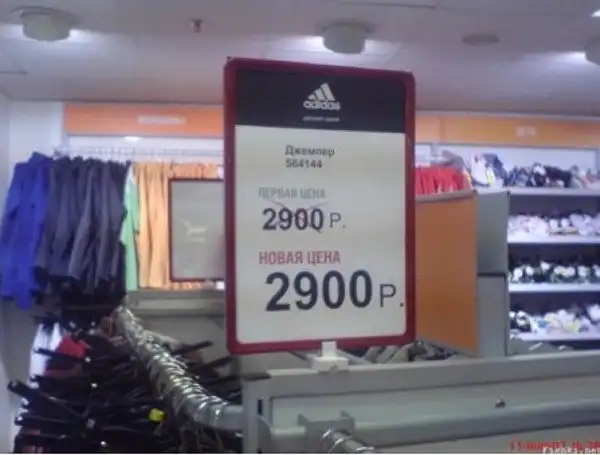 adidas
Джемпер
564144
ПЕРВАЯ ЦЕНА
2900 Р.
НОВАЯ ЦЕНА
2900 Р.